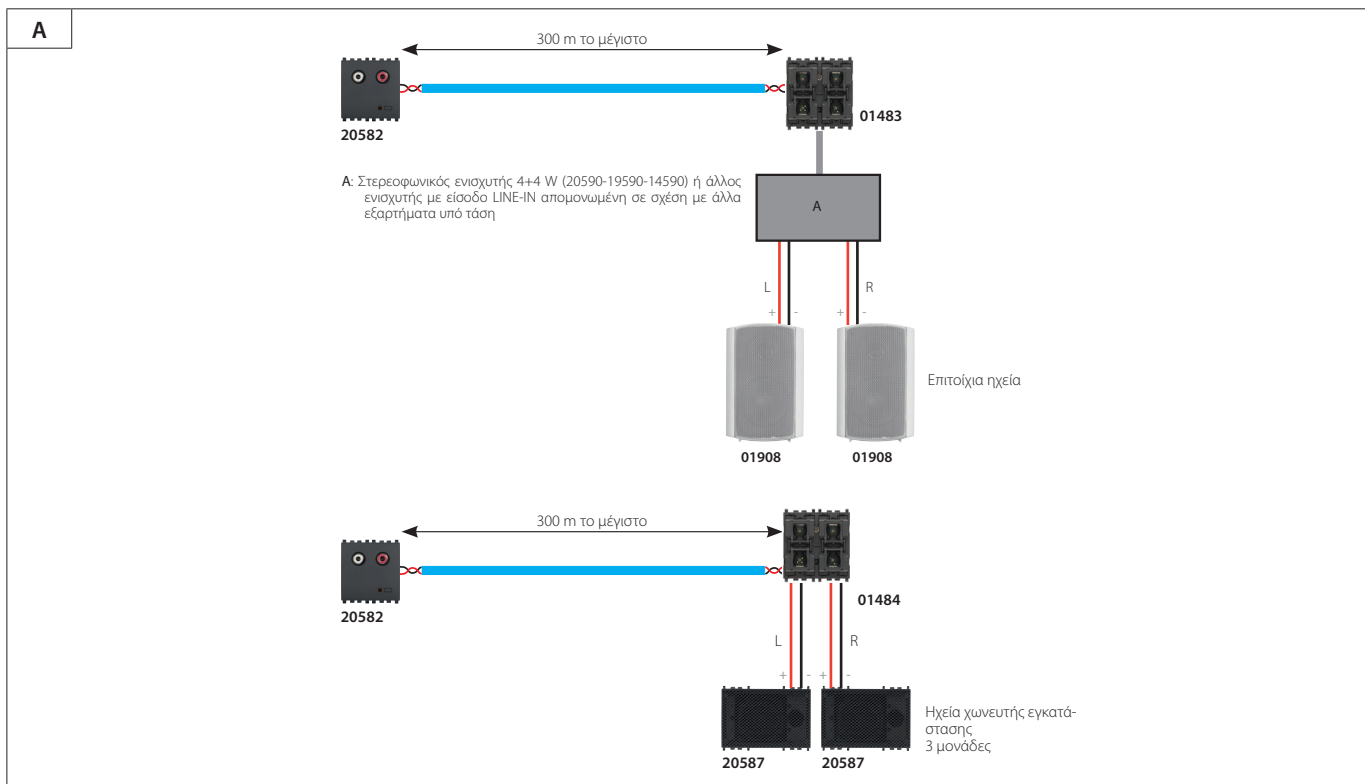 A
300 m το μέγιστο
20582
01483
A: Στερεοφωνικός ενισχυτής 4+4 W (20590-19590-14590) ή άλλος
ενισχυτής με είσοδο LINE-IN απομονωμένη σε σχέση με άλλα
εξαρτήματα υπό τάση
A
L R
+ - + -
Επιτοίχια ηχεία
01908 01908
300 m το μέγιστο
20582
01484
L R
+ - + -
Ηχεία χωνευτής εγκατά-
στασης
3 μονάδες
20587 20587